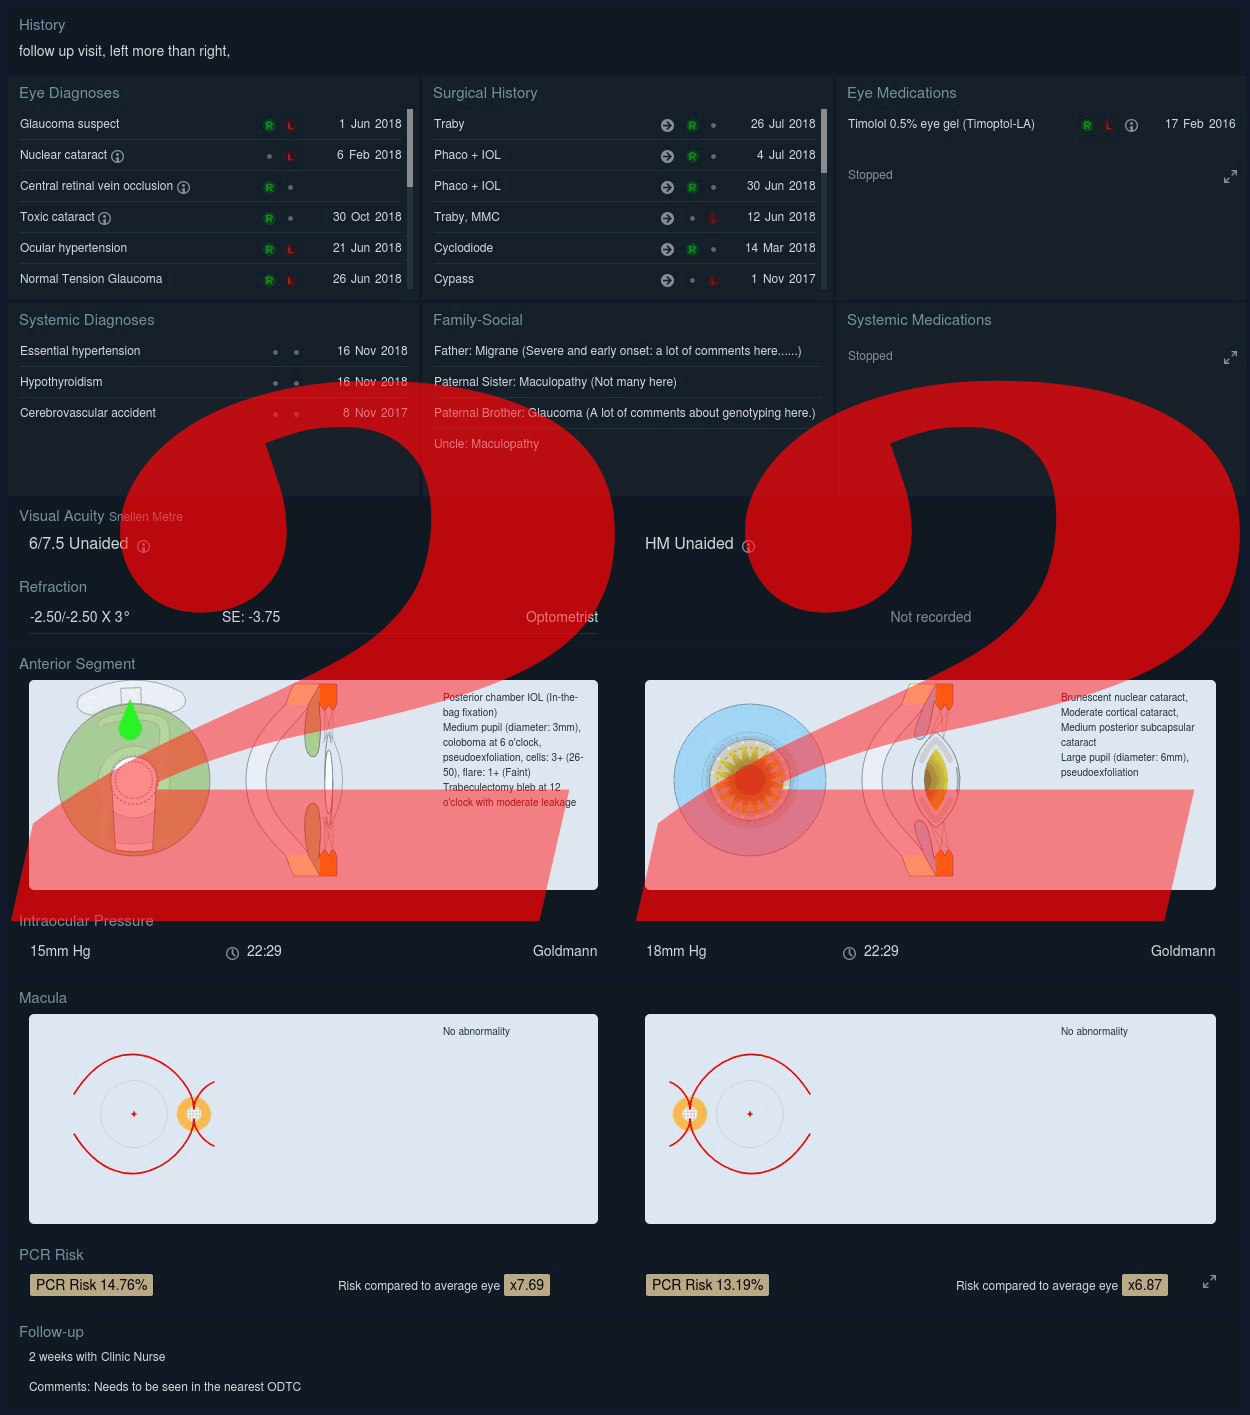 History
follow up visit, left more than right,
Eye Diagnoses
Glaucoma suspect R L 1 Jun 2018
Nuclear cataract L 6 Feb 2018
Central retinal vein occlusion R
Toxic cataract R 30 Oct 2018
Ocular hypertension R L 21 Jun 2018
Normal Tension Glaucoma R L 26 Jun 2018
Surgical History
Traby R 26 Jul 2018
Phaco + IOL R 4 Jul 2018
Phaco + IOL R 30 Jun 2018
Traby, MMC L 12 Jun 2018
Cyclodiode R 14 Mar 2018
Cypass L 1 Nov 2017
Eye Medications
Timolol 0.5% eye gel (Timoptol-LA) R L 17 Feb 2016
Stopped
Systemic Diagnoses
Essential hypertension 16 Nov 2018
Hypothyroidism 16 Nov 2018
Cerebrovascular accident 8 Nov 2017
Family-Social
Father: Migrane (Severe and early onset: a lot of comments here......)
Paternal Sister: Maculopathy (Not many here)
Paternal Brother: Glaucoma (A lot of comments about genotyping here.)
Uncle: Maculopathy
Systemic Medications
Stopped
2 2
Visual Acuity Snellen Metre
6/7.5 Unaided HM Unaided
Refraction
-2.50/-2.50 X 3° SE: -3.75 Optometrist Not recorded
Anterior Segment
Posterior chamber IOL (In-the-
bag fixation)
Medium pupil (diameter: 3mm),
coloboma at 6 o'clock,
pseudoexfoliation, cells: 3+ (26-
50), flare: 1+ (Faint)
Trabeculectomy bleb at 12
o'clock with moderate leakage
Brunescent nuclear cataract,
Moderate cortical cataract,
Medium posterior subcapsular
cataract
Large pupil (diameter: 6mm),
pseudoexfoliation
Intraocular Pressure
15mm Hg 22:29 Goldmann 18mm Hg 22:29 Goldmann
Macula
No abnormality No abnormality
PCR Risk
PCR Risk 14.76% Risk compared to average eye x7.69 PCR Risk 13.19% Risk compared to average eye x6.87
Follow-up
2 weeks with Clinic Nurse
Comments: Needs to be seen in the nearest ODTC